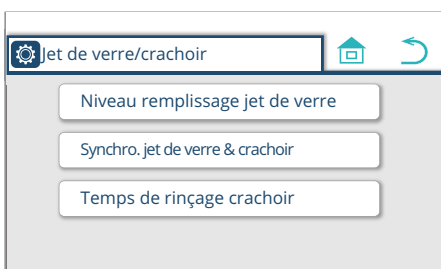 Jet de verre/crachoir
Niveau remplissage jet de verre
Synchro. jet de verre & crachoir
Temps de rinçage crachoir